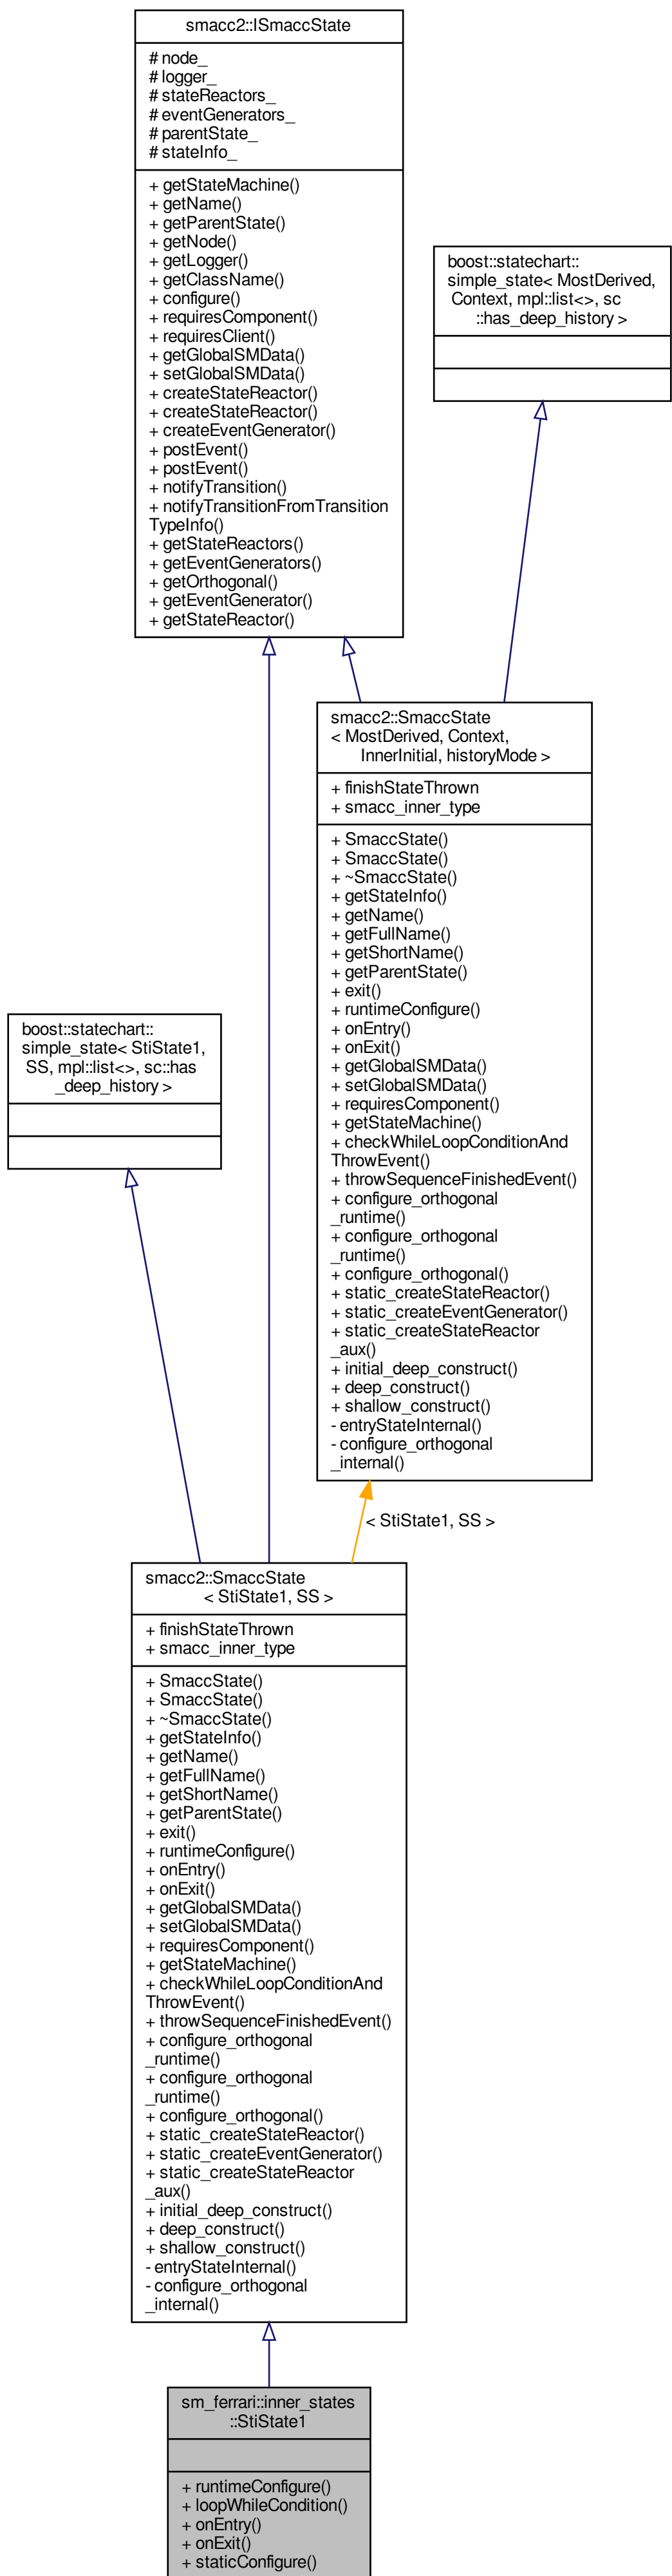 smacc2::ISmaccState
# node_
# logger_
# stateReactors_
# eventGenerators_
# parentState_
# stateInfo_
+ getStateMachine()
+ getName()
+ getParentState()
+ getNode()
+ getLogger()
+ getClassName()
+ configure()
+ requiresComponent()
+ requiresClient()
+ getGlobalSMData()
+ setGlobalSMData()
+ createStateReactor()
+ createStateReactor()
+ createEventGenerator()
+ postEvent()
+ postEvent()
+ notifyTransition()
+ notifyTransitionFromTransition
TypeInfo()
+ getStateReactors()
+ getEventGenerators()
+ getOrthogonal()
+ getEventGenerator()
+ getStateReactor()
boost::statechart::
simple_state< MostDerived,
Context, mpl::list<>, sc
::has_deep_history >
smacc2::SmaccState
< MostDerived, Context,
InnerInitial, historyMode >
+ finishStateThrown
+ smacc_inner_type
+ SmaccState()
+ SmaccState()
+ ~SmaccState()
+ getStateInfo()
+ getName()
+ getFullName()
+ getShortName()
+ getParentState()
+ exit()
+ runtimeConfigure()
+ onEntry()
+ onExit()
+ getGlobalSMData()
+ setGlobalSMData()
+ requiresComponent()
+ getStateMachine()
+ checkWhileLoopConditionAnd
ThrowEvent()
+ throwSequenceFinishedEvent()
+ configure_orthogonal
_runtime()
+ configure_orthogonal
_runtime()
+ configure_orthogonal()
+ static_createStateReactor()
+ static_createEventGenerator()
+ static_createStateReactor
_aux()
+ initial_deep_construct()
+ deep_construct()
+ shallow_construct()
- entryStateInternal()
- configure_orthogonal
_internal()
boost::statechart::
simple_state< StiState1,
SS, mpl::list<>, sc::has
_deep_history >
< StiState1, SS >
smacc2::SmaccState
< StiState1, SS >
+ finishStateThrown
+ smacc_inner_type
+ SmaccState()
+ SmaccState()
+ ~SmaccState()
+ getStateInfo()
+ getName()
+ getFullName()
+ getShortName()
+ getParentState()
+ exit()
+ runtimeConfigure()
+ onEntry()
+ onExit()
+ getGlobalSMData()
+ setGlobalSMData()
+ requiresComponent()
+ getStateMachine()
+ checkWhileLoopConditionAnd
ThrowEvent()
+ throwSequenceFinishedEvent()
+ configure_orthogonal
_runtime()
+ configure_orthogonal
_runtime()
+ configure_orthogonal()
+ static_createStateReactor()
+ static_createEventGenerator()
+ static_createStateReactor
_aux()
+ initial_deep_construct()
+ deep_construct()
+ shallow_construct()
- entryStateInternal()
- configure_orthogonal
_internal()
sm_ferrari::inner_states
::StiState1
+ runtimeConfigure()
+ loopWhileCondition()
+ onEntry()
+ onExit()
+ staticConfigure()